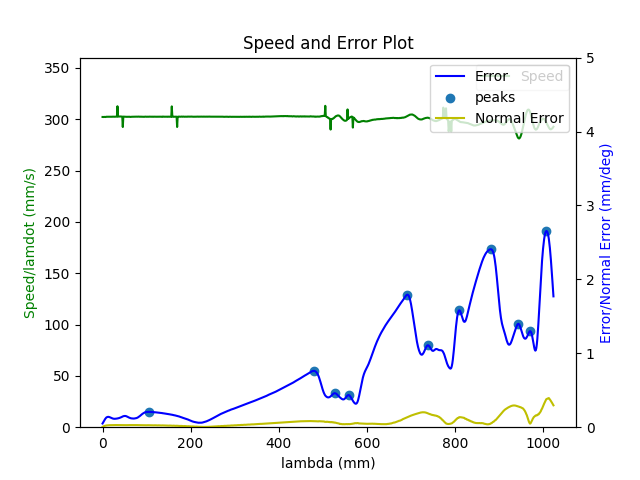 Speed and Error Plot
350
300
250
200
150
100
50
0
Speed/lamdot (mm/s)
5
4
3
2
1
0
Error/Normal Error (mm/deg)
Error
Speed
peaks
Normal Error
0
200
400
600
800
1000
lambda (mm)